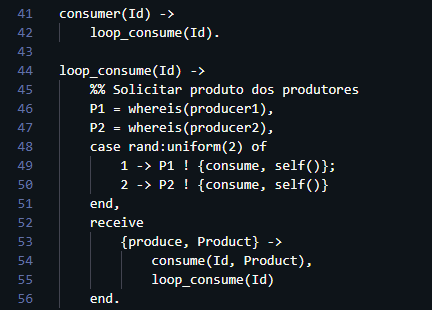 41 consumer(Id) ->
42     loop_consume(Id).
43
44 loop_consume(Id) ->
45     %% Solicitar produto dos produtores
46     P1 = whereis(producer1),
47     P2 = whereis(producer2),
48     case rand:uniform(2) of
49         1 -> P1 ! {consume, self()};
50         2 -> P2 ! {consume, self()}
51     end,
52     receive
53         {produce, Product} ->
54             consume(Id, Product),
55             loop_consume(Id)
56     end.